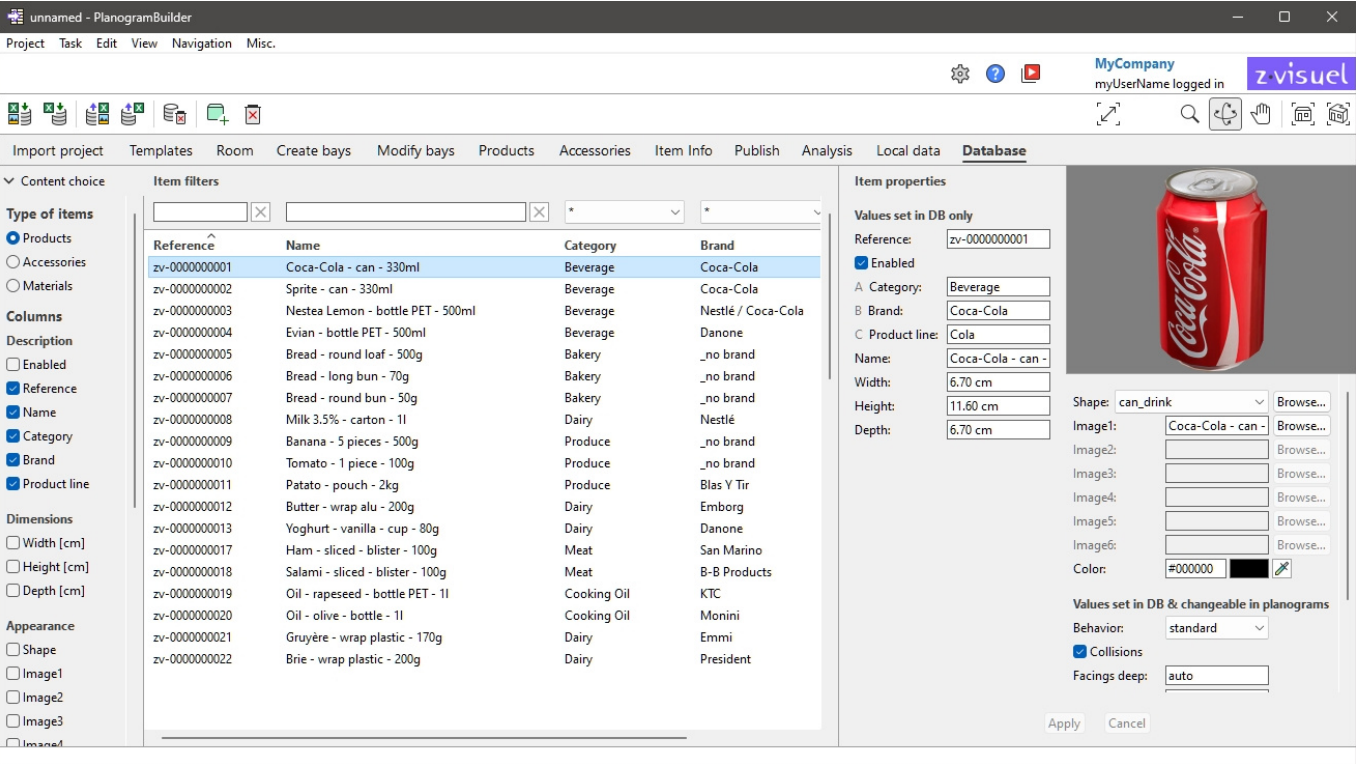 unnamed - PlanogramBuilder
Project Task Edit View Navigation Misc.
MyCompany
myUserName logged in
z·visuel
Import project Templates Room Create bays Modify bays Products Accessories Item Info Publish Analysis Local data Database
Content choice
Type of items
Products
Accessories
Materials
Columns
Description
Enabled
Reference
Name
Category
Brand
Product line
Dimensions
Width [cm]
Height [cm]
Depth [cm]
Appearance
Shape
Image1
Image2
Image3
Image4
Item filters
* *
Reference Name Category Brand
zv-0000000001 Coca-Cola - can - 330ml Beverage Coca-Cola
zv-0000000002 Sprite - can - 330ml Beverage Coca-Cola
zv-0000000003 Nestea Lemon - bottle PET - 500ml Beverage Nestlé / Coca-Cola
zv-0000000004 Evian - bottle PET - 500ml Beverage Danone
zv-0000000005 Bread - round loaf - 500g Bakery _no brand
zv-0000000006 Bread - long bun - 70g Bakery _no brand
zv-0000000007 Bread - round bun - 50g Bakery _no brand
zv-0000000008 Milk 3.5% - carton - 1l Dairy Nestlé
zv-0000000009 Banana - 5 pieces - 500g Produce _no brand
zv-0000000010 Tomato - 1 piece - 100g Produce _no brand
zv-0000000011 Patato - pouch - 2kg Produce Blas Y Tir
zv-0000000012 Butter - wrap alu - 200g Dairy Emborg
zv-0000000013 Yoghurt - vanilla - cup - 80g Dairy Danone
zv-0000000017 Ham - sliced - blister - 100g Meat San Marino
zv-0000000018 Salami - sliced - blister - 100g Meat B-B Products
zv-0000000019 Oil - rapeseed - bottle PET - 1l Cooking Oil KTC
zv-0000000020 Oil - olive - bottle - 1l Cooking Oil Monini
zv-0000000021 Gruyère - wrap plastic - 170g Dairy Emmi
zv-0000000022 Brie - wrap plastic - 200g Dairy President
Item properties
Values set in DB only
Reference: zv-0000000001
Enabled
A Category: Beverage
B Brand: Coca-Cola
C Product line: Cola
Name: Coca-Cola - can -
Width: 6.70 cm
Height: 11.60 cm
Depth: 6.70 cm
Coca-Cola
Shape: can_drink Browse...
Image1: Coca-Cola - can - Browse...
Image2: Browse...
Image3: Browse...
Image4: Browse...
Image5: Browse...
Image6: Browse...
Color: #000000
Values set in DB & changeable in planograms
Behavior: standard
Collisions
Facings deep: auto
Apply Cancel